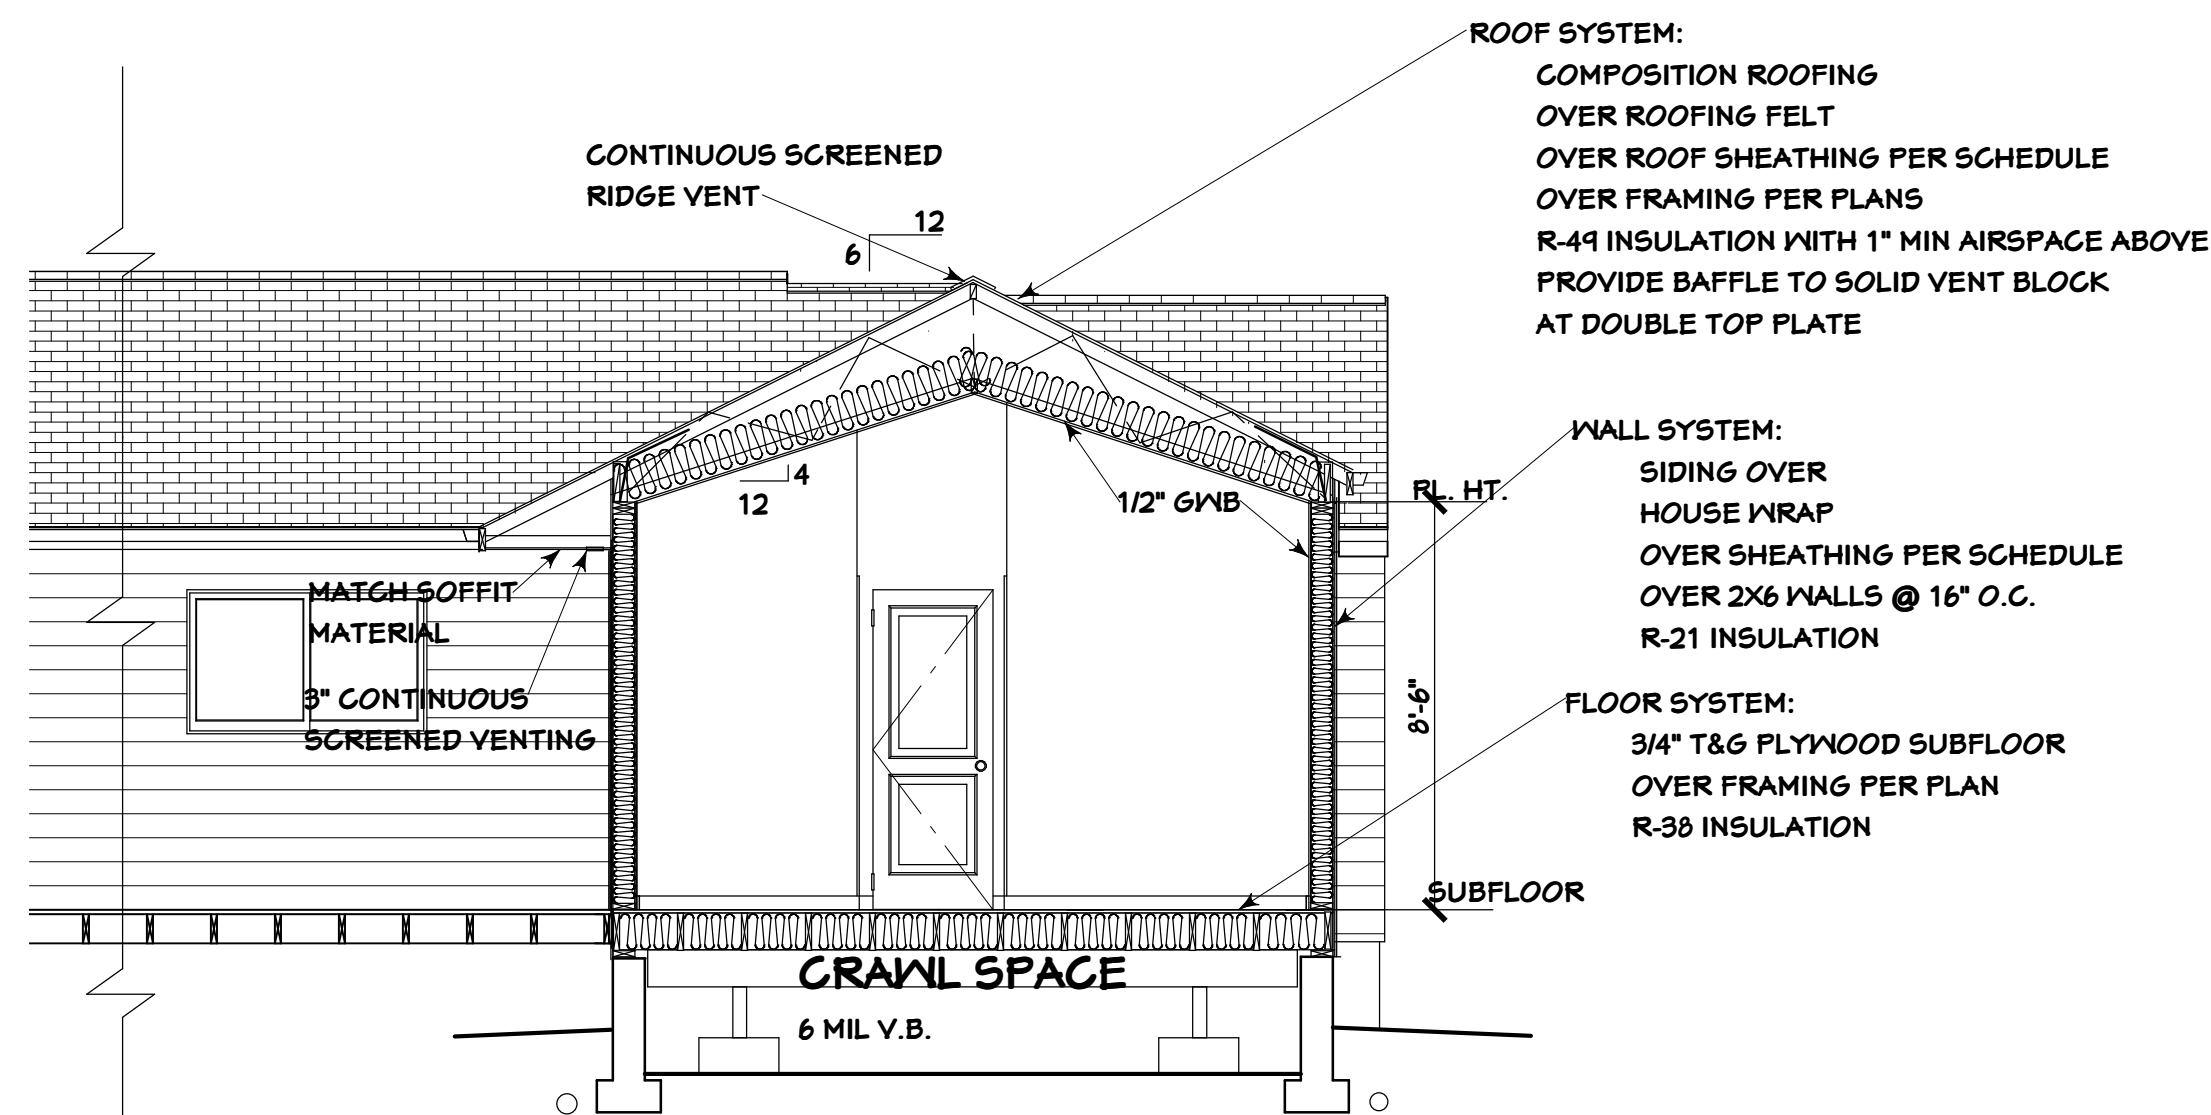 ROOF SYSTEM:
COMPOSITION ROOFING
OVER ROOFING FELT
OVER ROOF SHEATHING PER SCHEDULE
OVER FRAMING PER PLANS
R-49 INSULATION WITH 1" MIN AIRSPACE ABOVE
PROVIDE BAFFLE TO SOLID VENT BLOCK
AT DOUBLE TOP PLATE
CONTINUOUS SCREENED
RIDGE VENT
12
6
4
12
1/2" GWB
PL. HT.
WALL SYSTEM:
SIDING OVER
HOUSE WRAP
OVER SHEATHING PER SCHEDULE
OVER 2X6 WALLS @ 16" O.C.
R-21 INSULATION
MATCH SOFFIT
MATERIAL
3" CONTINUOUS
SCREENED VENTING
8'-6"
FLOOR SYSTEM:
3/4" T&G PLYWOOD SUBFLOOR
OVER FRAMING PER PLAN
R-38 INSULATION
SUBFLOOR
CRAWL SPACE
6 MIL V.B.